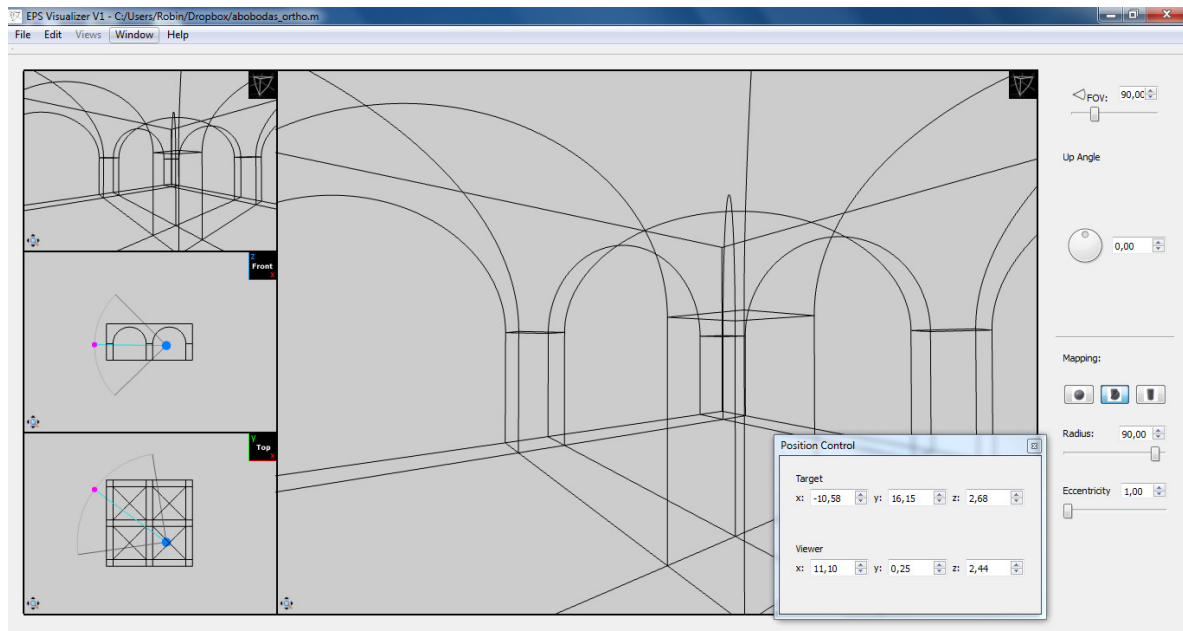 EPS Visualizer V1 - C:/Users/Robin/Dropbox/abobodas_ortho.m
File Edit Views Window Help
FOV: 90,00
Up Angle
z
Front
x
0,00
Mapping:
y
Top
x
Radius: 90,00
Position Control
Target
x: -10,58 y: 16,15 z: 2,68
Eccentricity 1,00
Viewer
x: 11,10 y: 0,25 z: 2,44